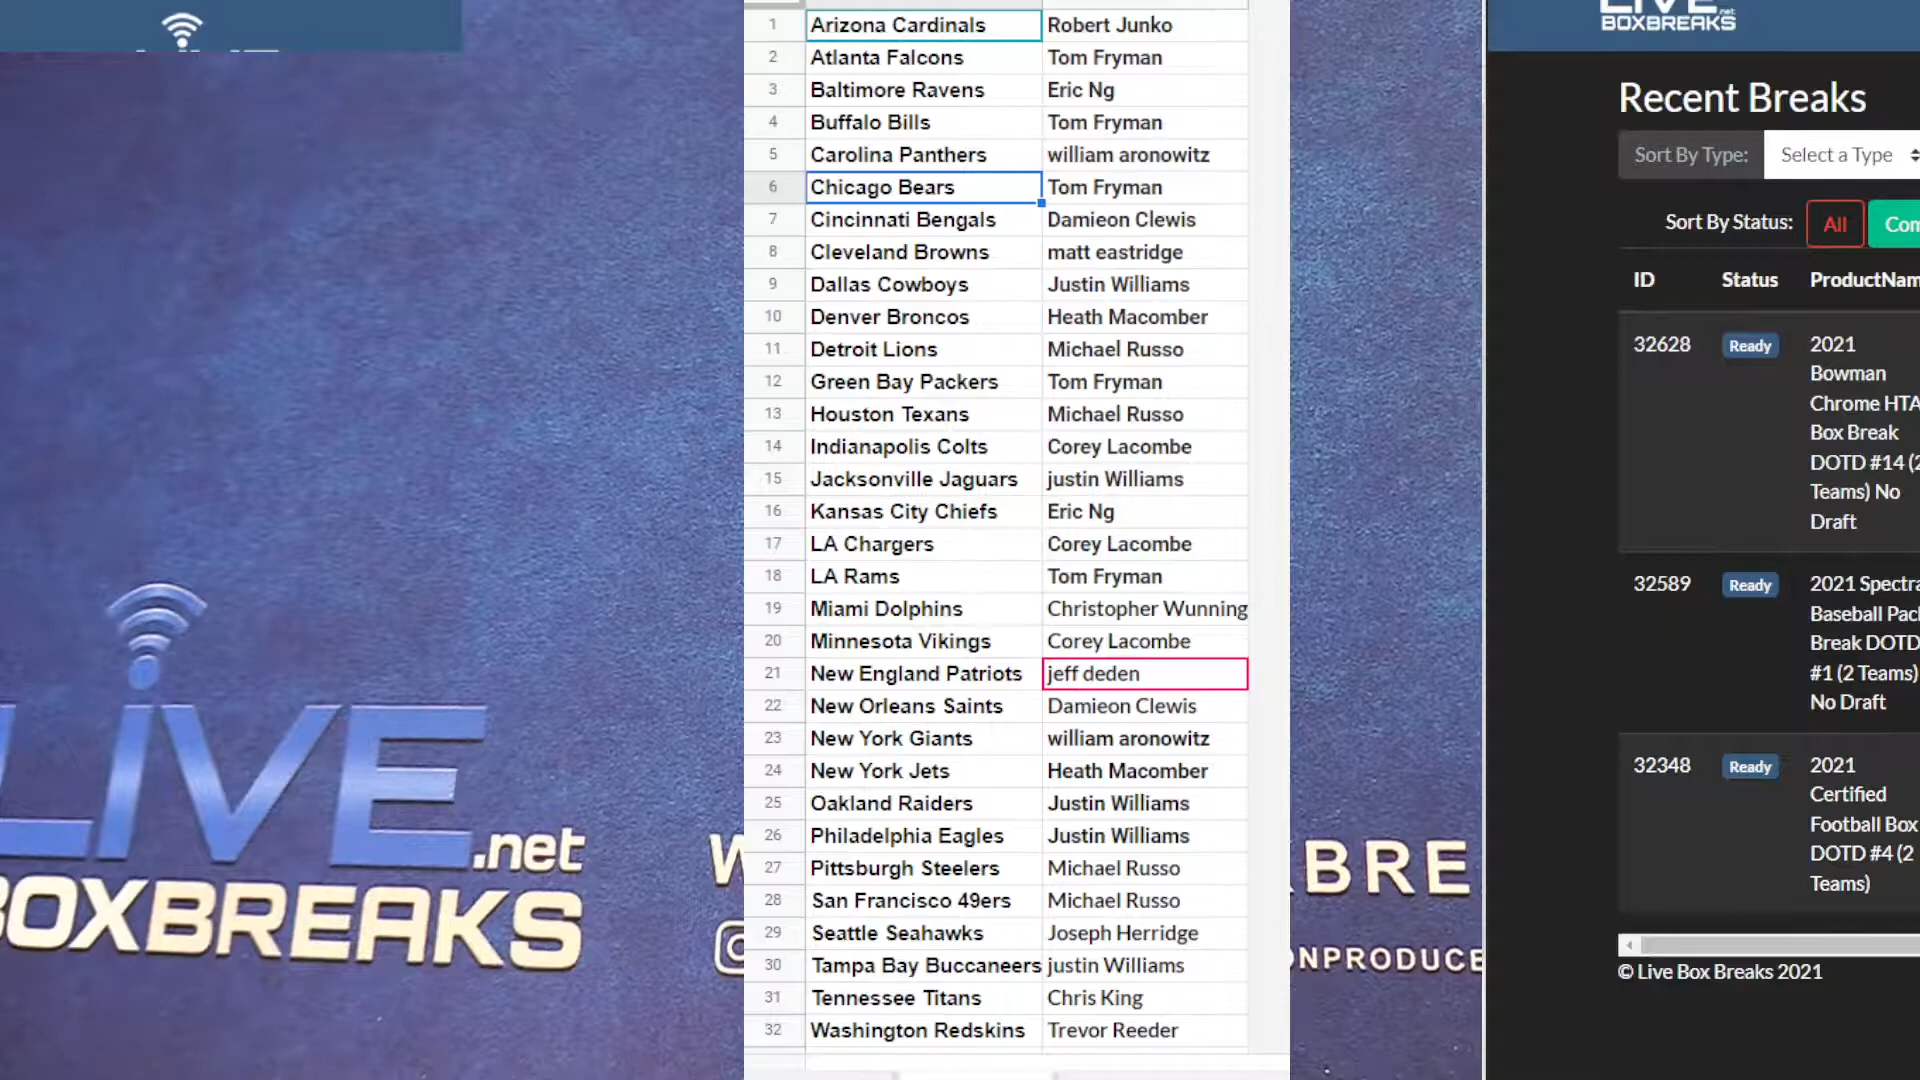 LIVE
.net
BOXBREAKS
1 Arizona Cardinals Robert Junko
2 Atlanta Falcons Tom Fryman
3 Baltimore Ravens Eric Ng
4 Buffalo Bills Tom Fryman
5 Carolina Panthers william aronowitz
6 Chicago Bears Tom Fryman
7 Cincinnati Bengals Damieon Clewis
8 Cleveland Browns matt eastridge
9 Dallas Cowboys Justin Williams
10 Denver Broncos Heath Macomber
11 Detroit Lions Michael Russo
12 Green Bay Packers Tom Fryman
13 Houston Texans Michael Russo
14 Indianapolis Colts Corey Lacombe
15 Jacksonville Jaguars justin Williams
16 Kansas City Chiefs Eric Ng
17 LA Chargers Corey Lacombe
18 LA Rams Tom Fryman
19 Miami Dolphins Christopher Wunning
20 Minnesota Vikings Corey Lacombe
21 New England Patriots jeff deden
22 New Orleans Saints Damieon Clewis
23 New York Giants william aronowitz
24 New York Jets Heath Macomber
25 Oakland Raiders Justin Williams
26 Philadelphia Eagles Justin Williams
27 Pittsburgh Steelers Michael Russo
28 San Francisco 49ers Michael Russo
29 Seattle Seahawks Joseph Herridge
30 Tampa Bay Buccaneers justin Williams
31 Tennessee Titans Chris King
32 Washington Redskins Trevor Reeder
W
XBRE
NPRODUCE
LIVE.net
BOXBREAKS
Recent Breaks
Sort By Type: Select a Type
Sort By Status: All Com
ID Status ProductNam
32628 Ready 2021
Bowman
Chrome HTA
Box Break
DOTD #14 (2
Teams) No
Draft
32589 Ready 2021 Spectra
Baseball Pack
Break DOTD
#1 (2 Teams)
No Draft
32348 Ready 2021
Certified
Football Box
DOTD #4 (2
Teams)
© Live Box Breaks 2021